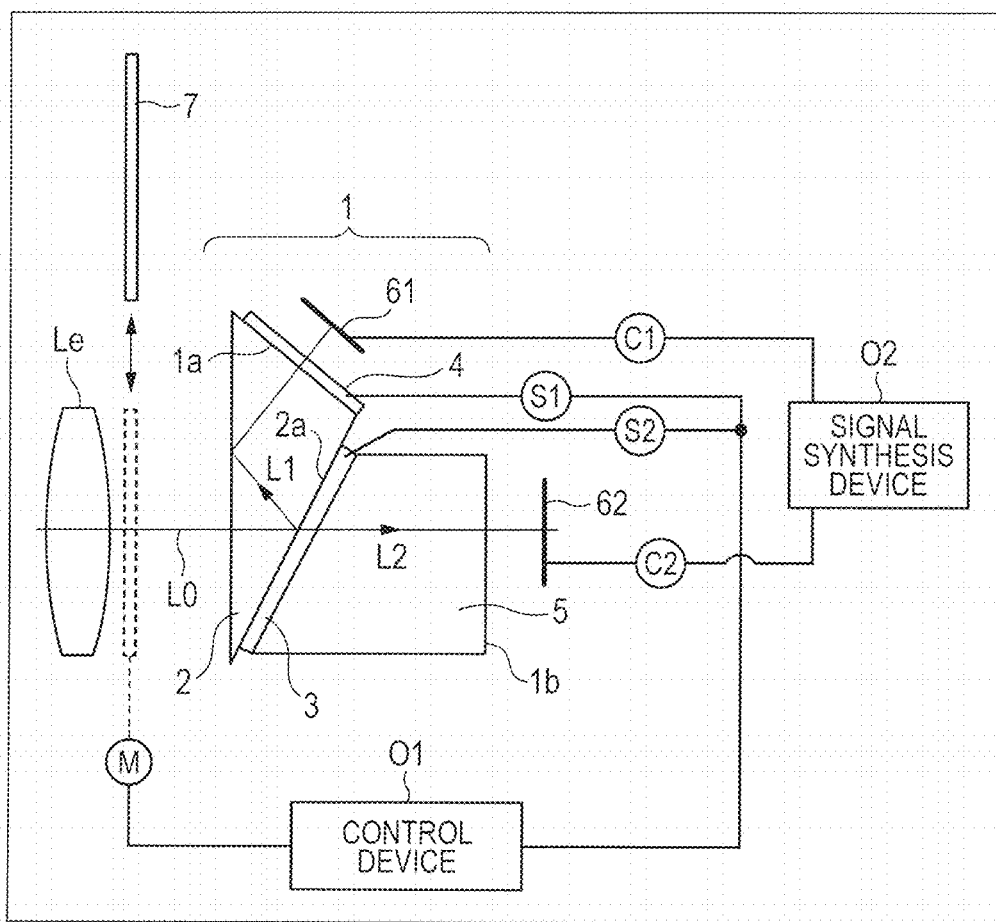 7
1
61
Le
1a
4
C1
O2
S1
SIGNAL
SYNTHESIS
DEVICE
2a
S2
L1
62
L2
C2
L0
5
2
3
1b
M
O1
CONTROL
DEVICE